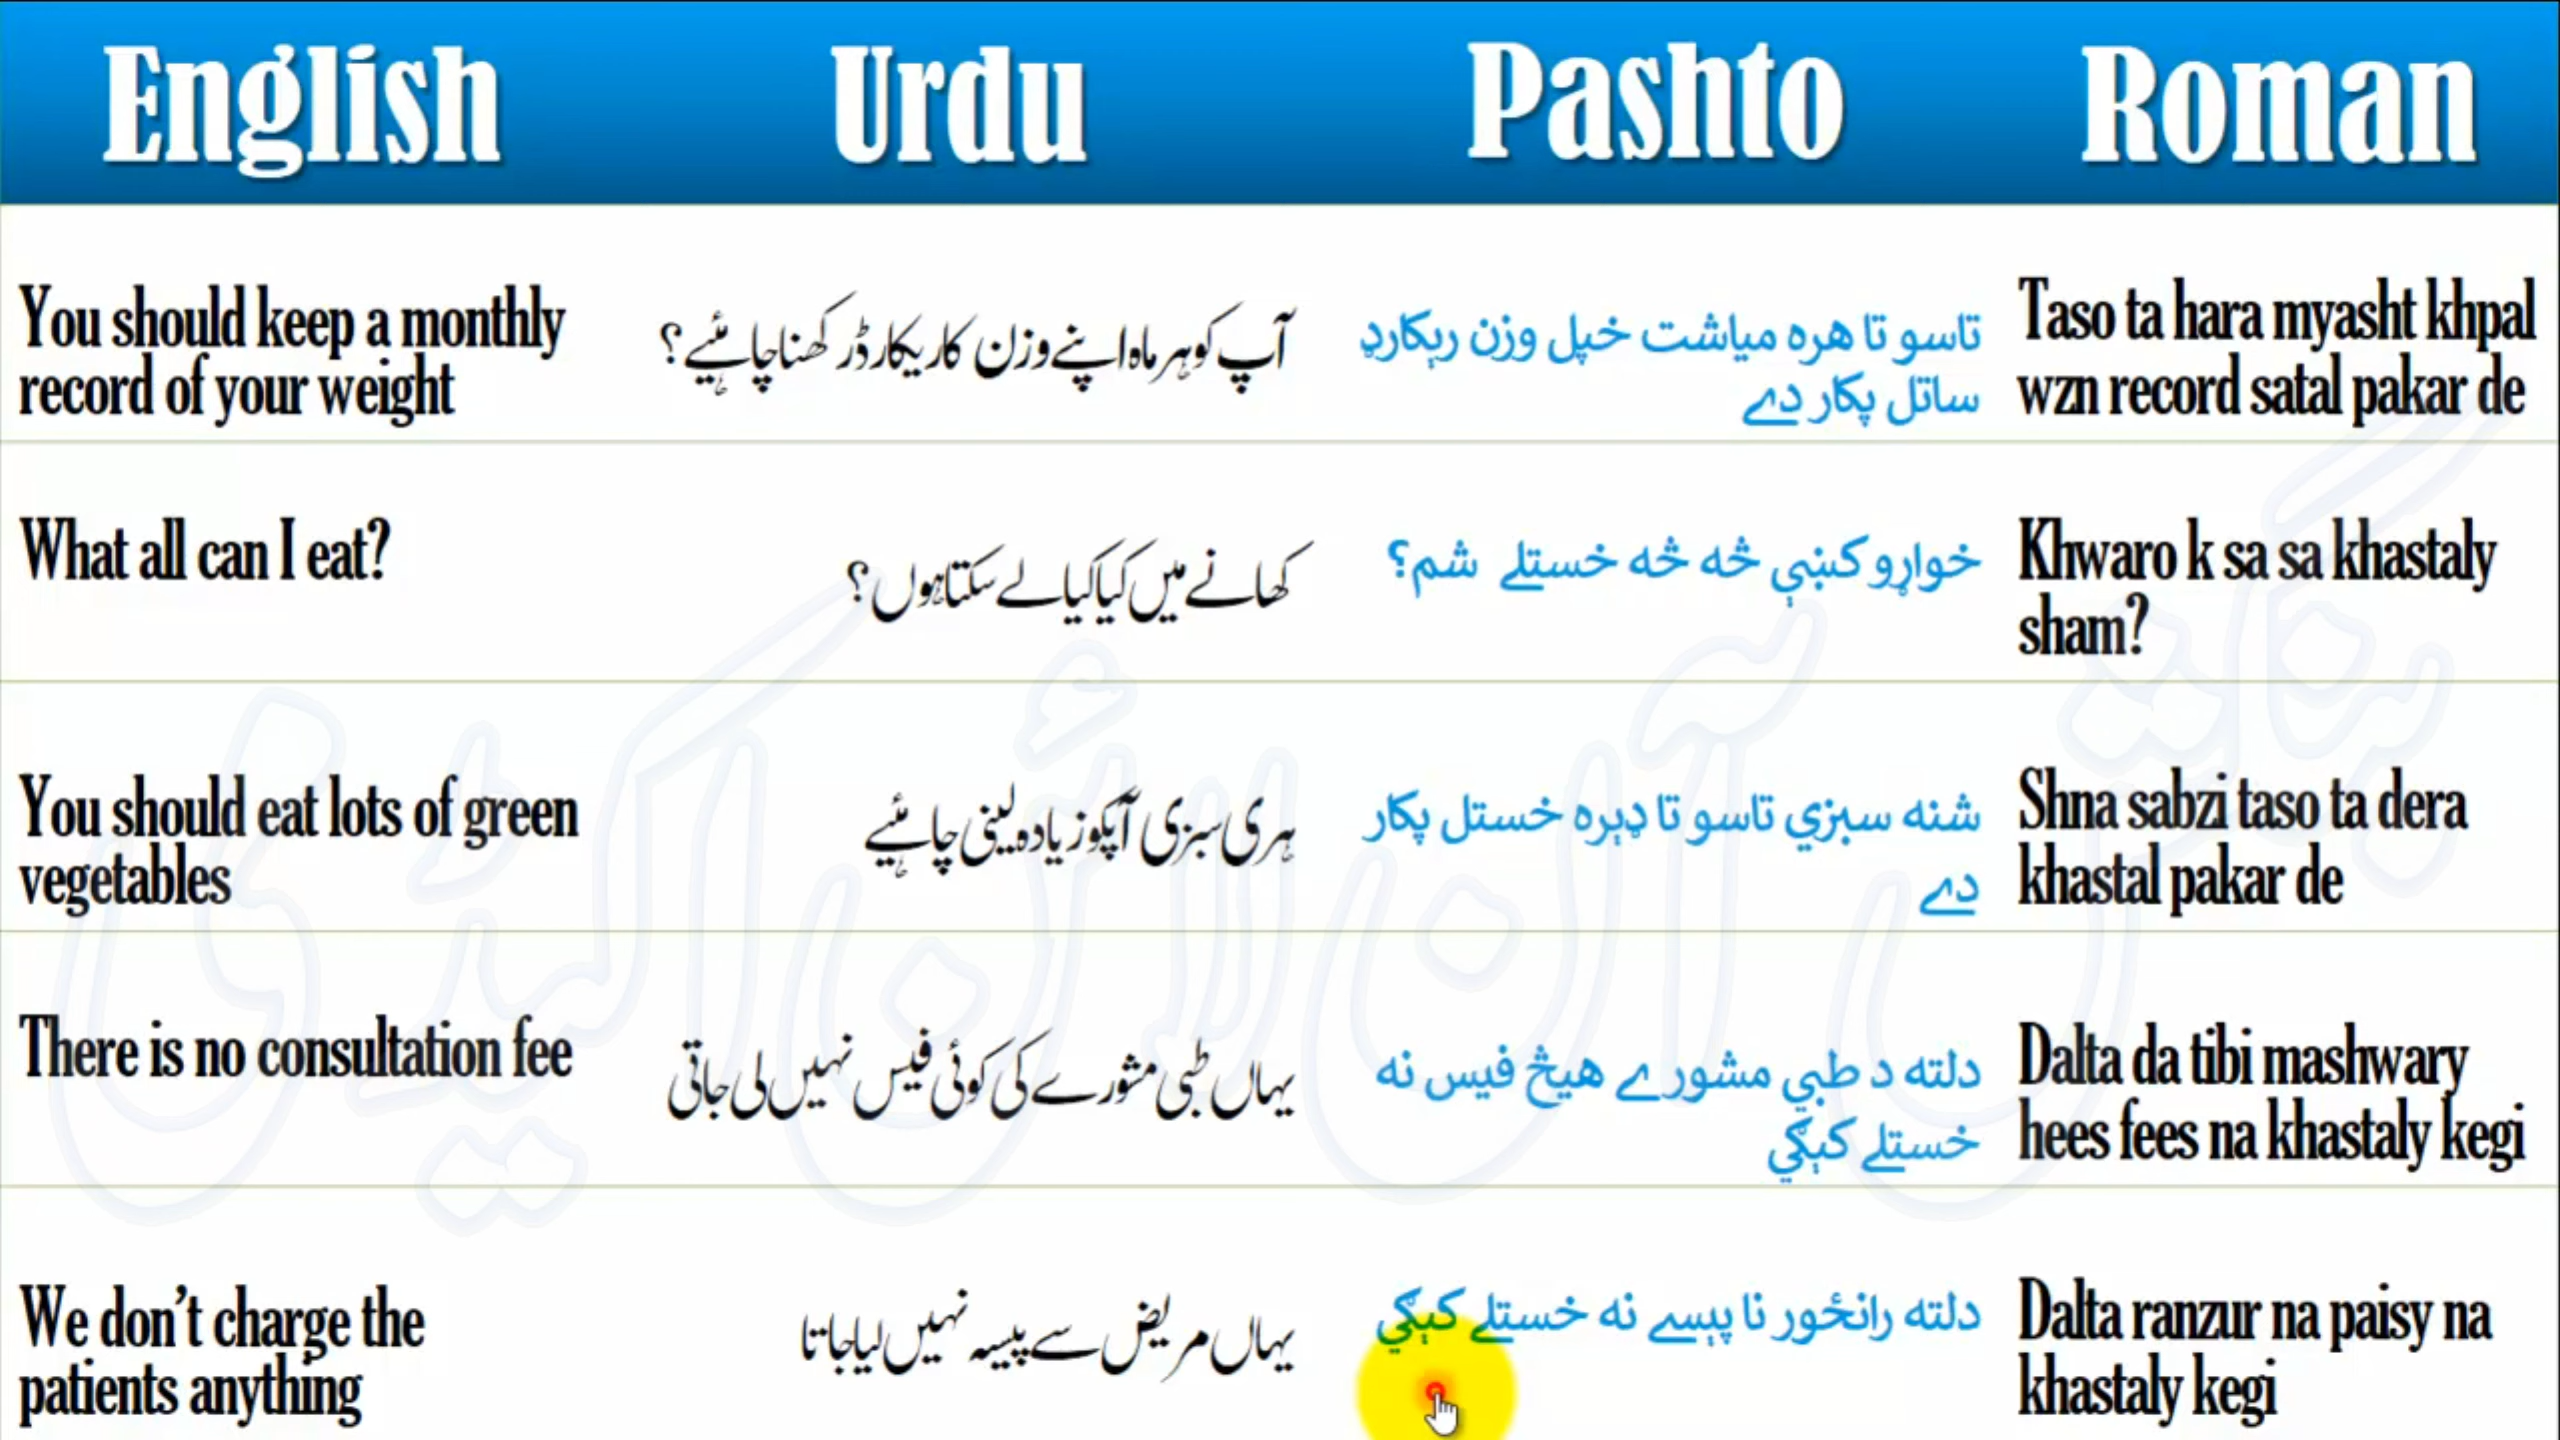 English Urdu Pashto Roman
You should keep a monthly
record of your weight
آپ کو ہر ماہ اپنے وزن کا ریکارڈ رکھنا چاہئیے؟
تاسو تا هره میاشت خپل وزن ریکارډ
ساتل پکار دے
Taso ta hara myasht khpal
wzn record satal pakar de
What all can I eat?
کھانے میں کیا کیا لے سکتا ہوں؟
خواړو کښې څه څه خستلے شم؟
Khwaro k sa sa khastaly
sham?
You should eat lots of green
vegetables
ہری سبزی آپکو زیادہ لینی چاہئیے
شنه سبزي تاسو تا ډېره خستل پکار
دے
Shna sabzi taso ta dera
khastal pakar de
There is no consultation fee
یہاں طبی مشورے کی کوئی فیس نہیں لی جاتی
دلته د طبي مشورے هیڅ فیس نه
خستلے کېږي
Dalta da tibi mashwary
hees fees na khastaly kegi
We don't charge the
patients anything
یہاں مریض سے پیسہ نہیں لیا جاتا
دلته رانځور نا پېسے نه خستلے کېږي
Dalta ranzur na paisy na
khastaly kegi